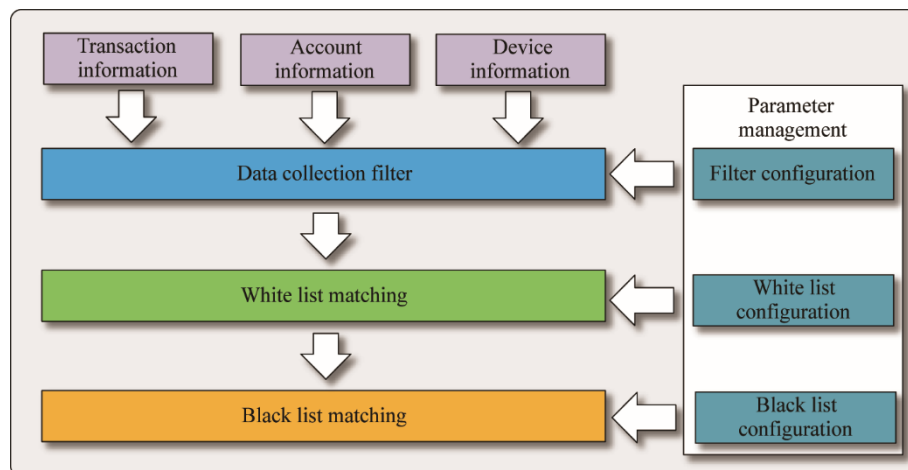 Transaction
information
Account
information
Device
information
Parameter
management
Data collection filter
Filter configuration
White list matching
White list
configuration
Black list matching
Black list
configuration